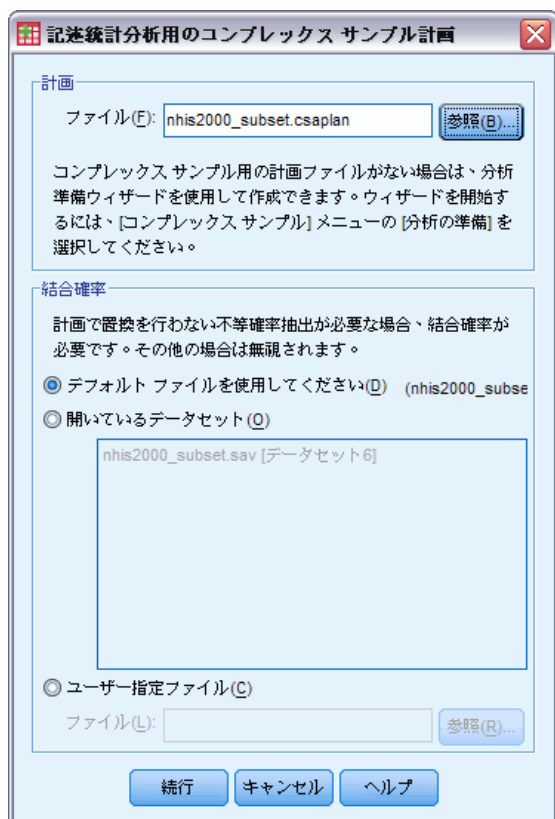 記述統計分析用のコンプレックス サンプル計画
計画
ファイル(F): nhis2000_subset.csaplan 参照(B)...
コンプレックス サンプル用の計画ファイルがない場合は、分析
準備ウィザードを使用して作成できます。ウィザードを開始す
るには、[コンプレックス サンプル] メニューの [分析の準備] を
選択してください。
結合確率
計画で置換を行わない不等確率抽出が必要な場合、結合確率が
必要です。その他の場合は無視されます。
デフォルト ファイルを使用してください(D) (nhis2000_subse
開いているデータセット(O)
nhis2000_subset.sav [データセット6]
ユーザー指定ファイル(C)
ファイル(L): 参照(R)...
続行 キャンセル ヘルプ